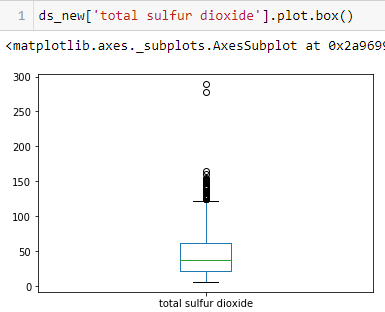 1 ds_new['total sulfur dioxide'].plot.box()
<matplotlib.axes._subplots.AxesSubplot at 0x2a969
300
250
200
150
100
50
0
total sulfur dioxide